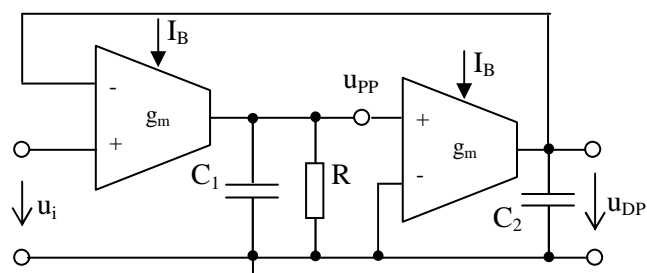 I_B
-
g_m
+
u_i
C_1
R
u_PP
I_B
+
g_m
-
C_2
u_DP